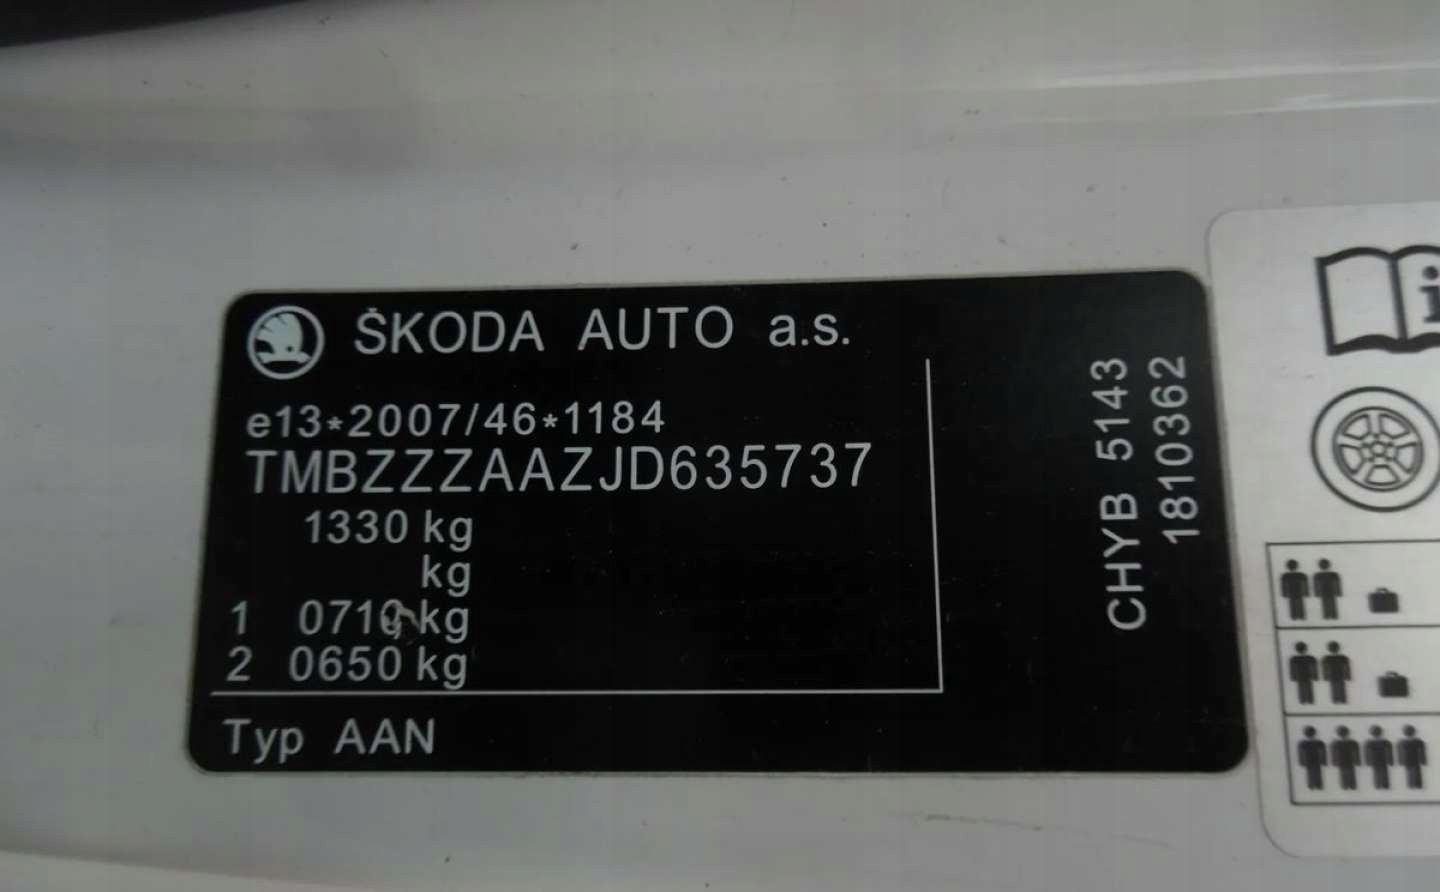 ŠKODA AUTO a.s.
e13*2007/46*1184
TMBZZZAAZJD635737
1330 kg
kg
1 0710 kg
2 0650 kg
Typ AAN
CHYB 5143
18103362
i